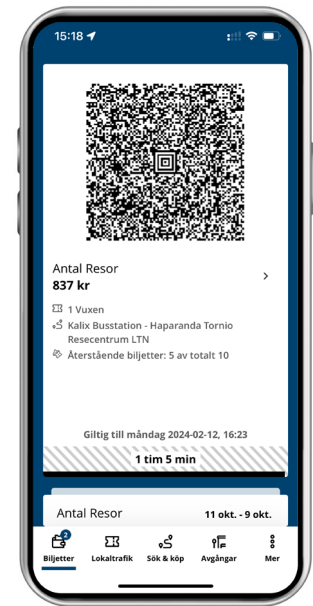 15:18
Antal Resor
837 kr
1 Vuxen
Kalix Busstation - Haparanda Tornio
Resecentrum LTN
Återstående biljetter: 5 av totalt 10
Giltig till måndag 2024-02-12, 16:23
1 tim 5 min
Antal Resor 11 okt. - 9 okt.
2
Biljetter Lokaltrafik Sök & köp Avgångar Mer